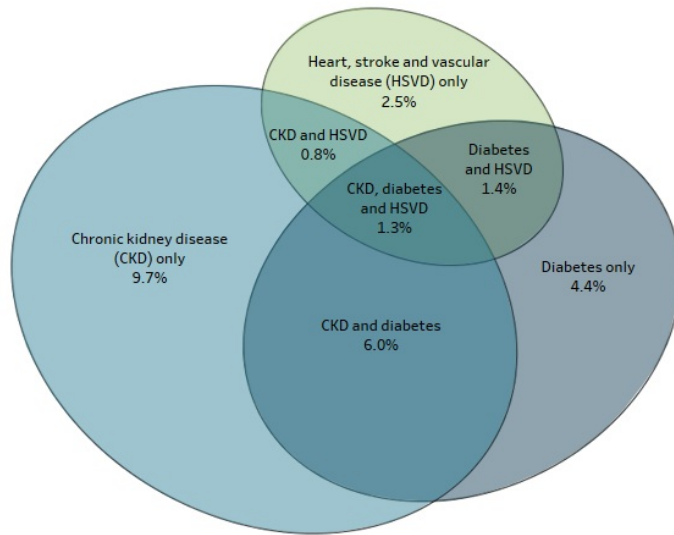 Heart, stroke and vascular
disease (HSVD) only
2.5%
CKD and HSVD
0.8%
Diabetes
and HSVD
1.4%
CKD, diabetes
and HSVD
1.3%
Chronic kidney disease
(CKD) only
9.7%
Diabetes only
4.4%
CKD and diabetes
6.0%